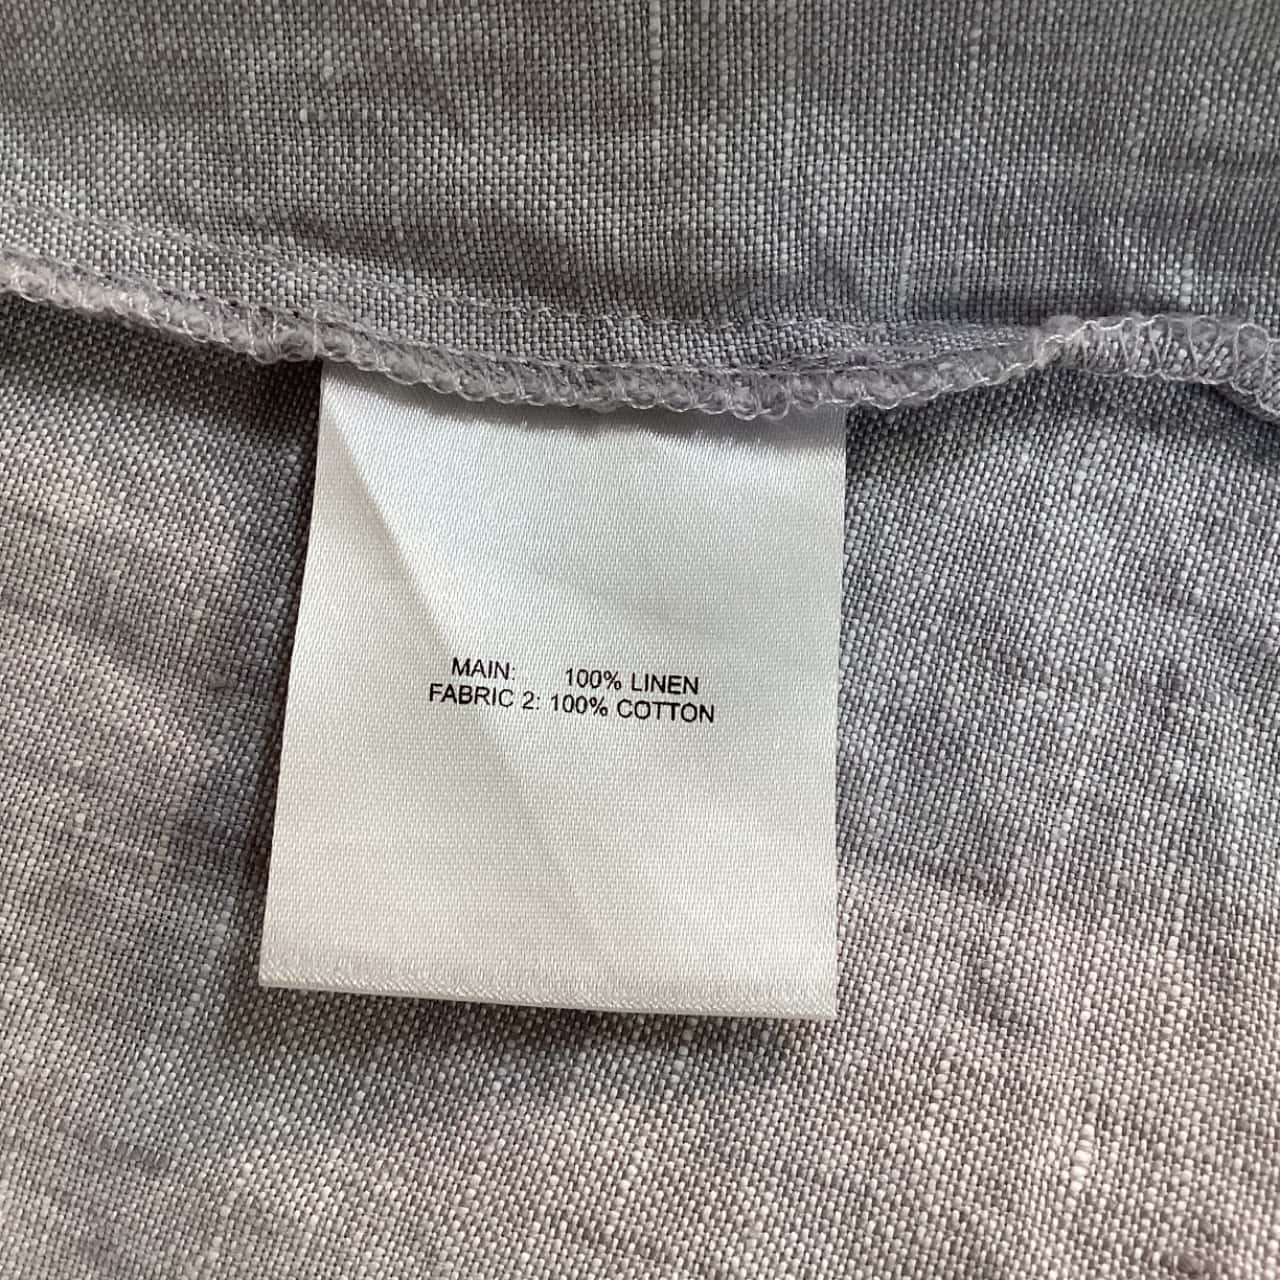 MAIN: 100% LINEN
FABRIC 2: 100% COTTON